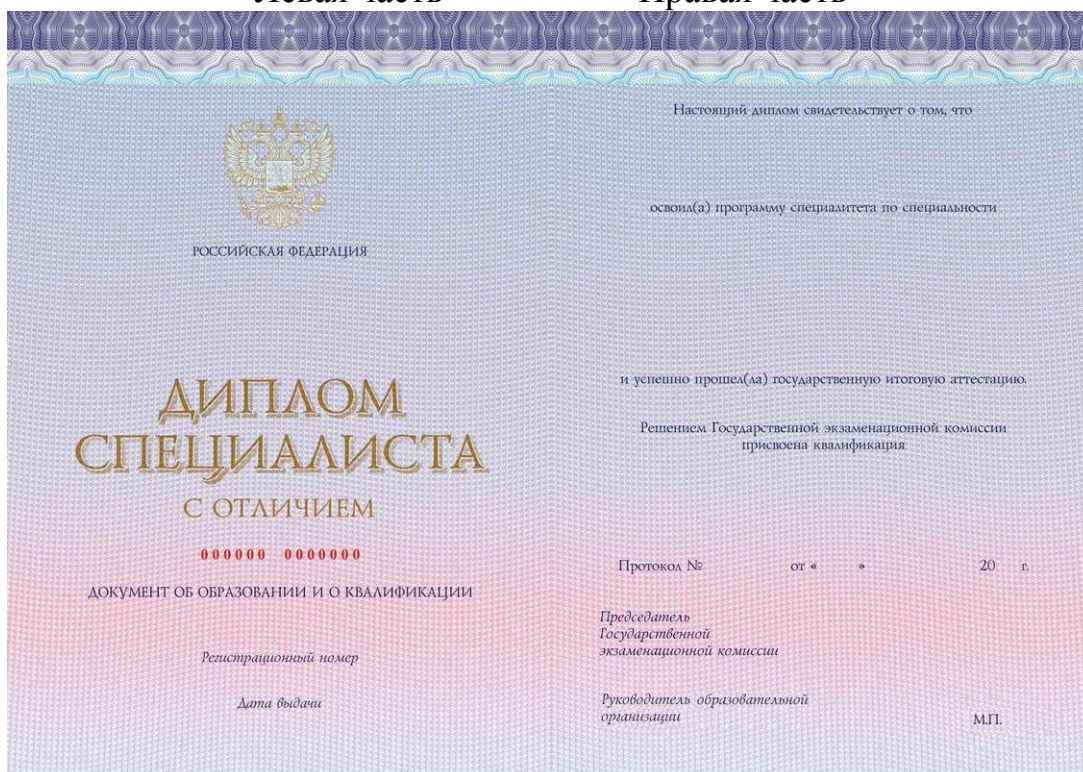 Левая часть Правая часть
РОССИЙСКАЯ ФЕДЕРАЦИЯ
ДИПЛОМ
СПЕЦИАЛИСТА
С ОТЛИЧИЕМ
000000 0000000
ДОКУМЕНТ ОБ ОБРАЗОВАНИИ И О КВАЛИФИКАЦИИ
Регистрационный номер
Дата выдачи
Настоящий диплом свидетельствует о том, что
освоил(а) программу специалитета по специальности
и успешно прошел(ла) государственную итоговую аттестацию.
Решением Государственной экзаменационной комиссии
присвоена квалификация
Протокол № от « » 20 г.
Председатель
Государственной
экзаменационной комиссии
Руководитель образовательной
организации
М.П.